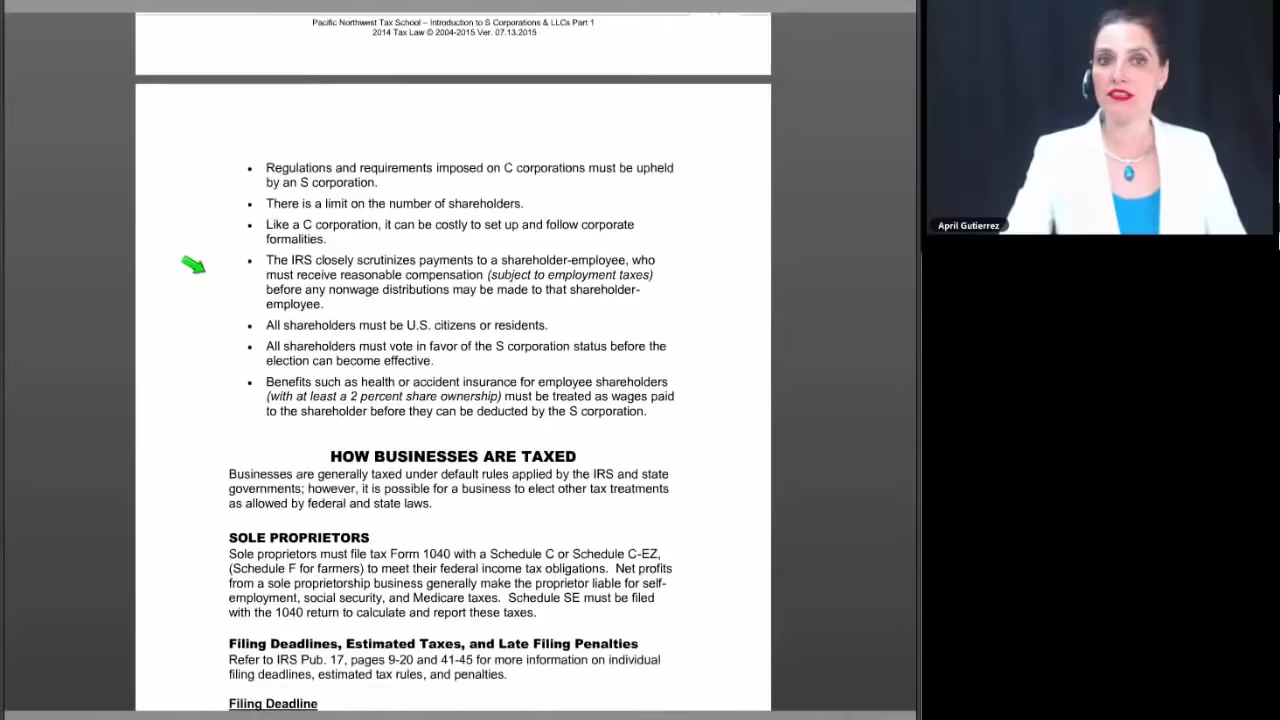 Pacific Northwest Tax School – Introduction to S Corporations & LLCs Part 1
2014 Tax Law © 2004-2015 Ver. 07.13.2015
• Regulations and requirements imposed on C corporations must be upheld
by an S corporation.
• There is a limit on the number of shareholders.
• Like a C corporation, it can be costly to set up and follow corporate
formalities.
• The IRS closely scrutinizes payments to a shareholder-employee, who
must receive reasonable compensation (subject to employment taxes)
before any nonwage distributions may be made to that shareholder-
employee.
• All shareholders must be U.S. citizens or residents.
• All shareholders must vote in favor of the S corporation status before the
election can become effective.
• Benefits such as health or accident insurance for employee shareholders
(with at least a 2 percent share ownership) must be treated as wages paid
to the shareholder before they can be deducted by the S corporation.
HOW BUSINESSES ARE TAXED
Businesses are generally taxed under default rules applied by the IRS and state
governments; however, it is possible for a business to elect other tax treatments
as allowed by federal and state laws.
SOLE PROPRIETORS
Sole proprietors must file tax Form 1040 with a Schedule C or Schedule C-EZ,
(Schedule F for farmers) to meet their federal income tax obligations. Net profits
from a sole proprietorship business generally make the proprietor liable for self-
employment, social security, and Medicare taxes. Schedule SE must be filed
with the 1040 return to calculate and report these taxes.
Filing Deadlines, Estimated Taxes, and Late Filing Penalties
Refer to IRS Pub. 17, pages 9-20 and 41-45 for more information on individual
filing deadlines, estimated tax rules, and penalties.
Filing Deadline
April Gutierrez